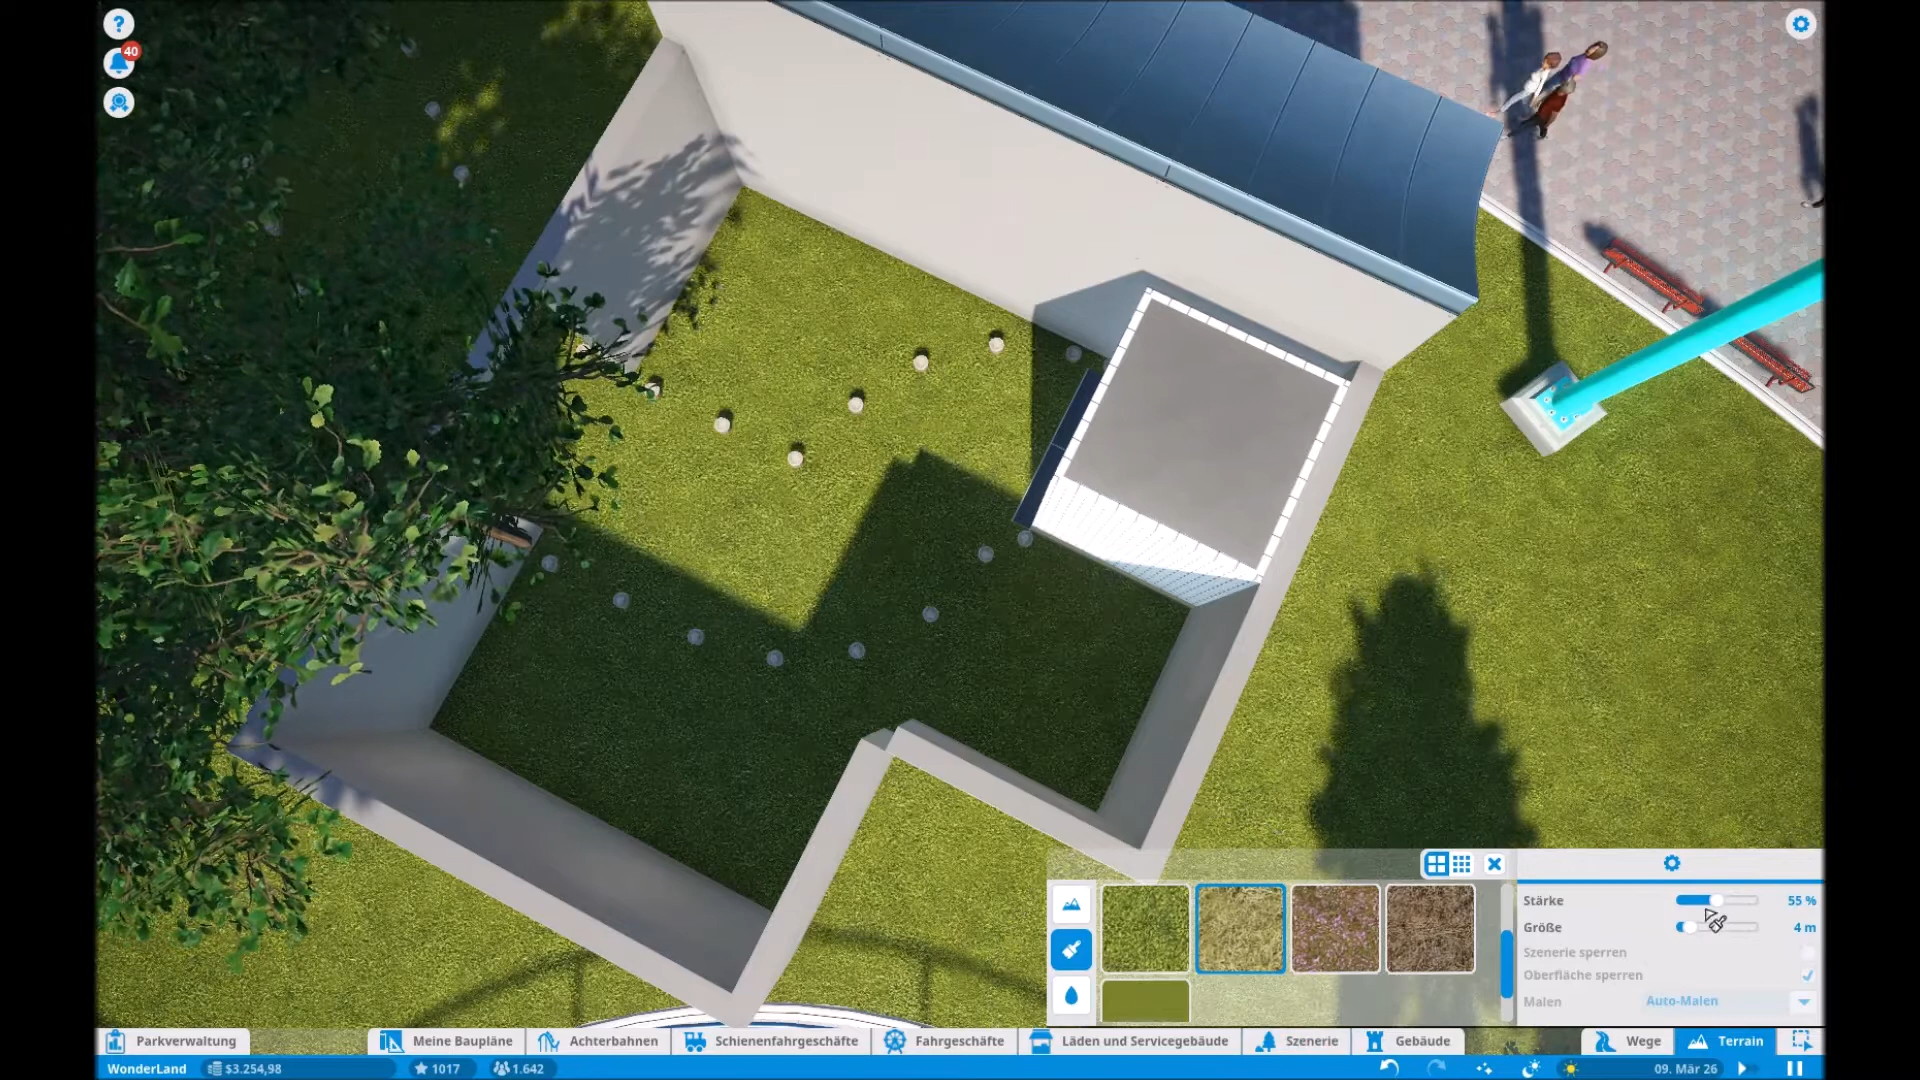 ?
40
Stärke
55 %
Größe
4 m
Szenerie sperren
Oberfläche sperren
Malen
Auto-Malen
Parkverwaltung
Meine Baupläne
Achterbahnen
Schienenfahrgeschäfte
Fahrgeschäfte
Läden und Servicegebäude
Szenerie
Gebäude
Wege
Terrain
WonderLand
$3.254,98
1017
1.642
09. Mär 26